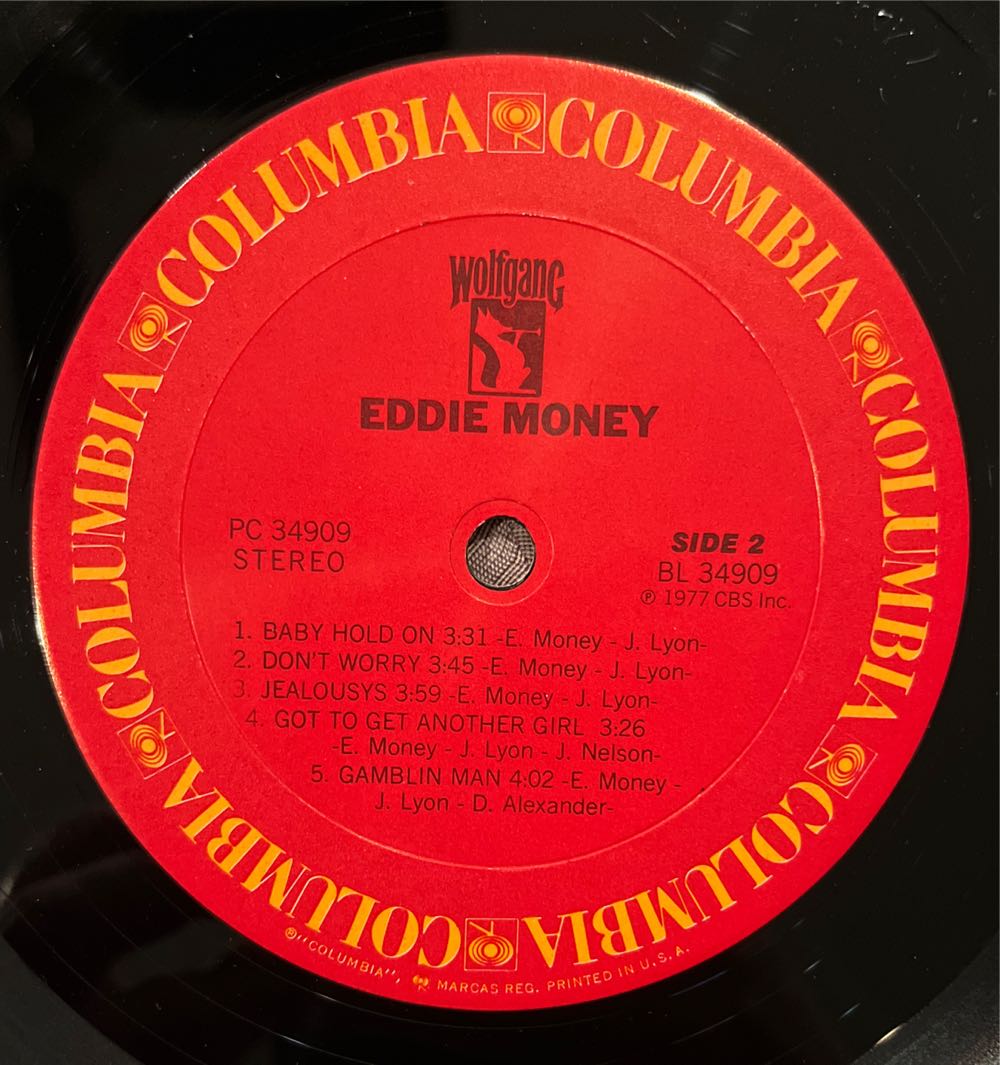 COLUMBIA COLUMBIA COLUMBIA COLUMBIA COLUMBIA COLUMBIA COLUMBIA COLUMBIA
Wolfgang
EDDIE MONEY
PC 34909
STEREO
SIDE 2
BL 34909
℗ 1977 CBS Inc.
1. BABY HOLD ON 3:31 -E. Money - J. Lyon-
2. DON'T WORRY 3:45 -E. Money - J. Lyon-
3. JEALOUSYS 3:59 -E. Money - J. Lyon-
4. GOT TO GET ANOTHER GIRL 3:26
-E. Money - J. Lyon - J. Nelson-
5. GAMBLIN MAN 4:02 -E. Money -
J. Lyon - D. Alexander-
®"COLUMBIA", MARCAS REG. PRINTED IN U.S.A.